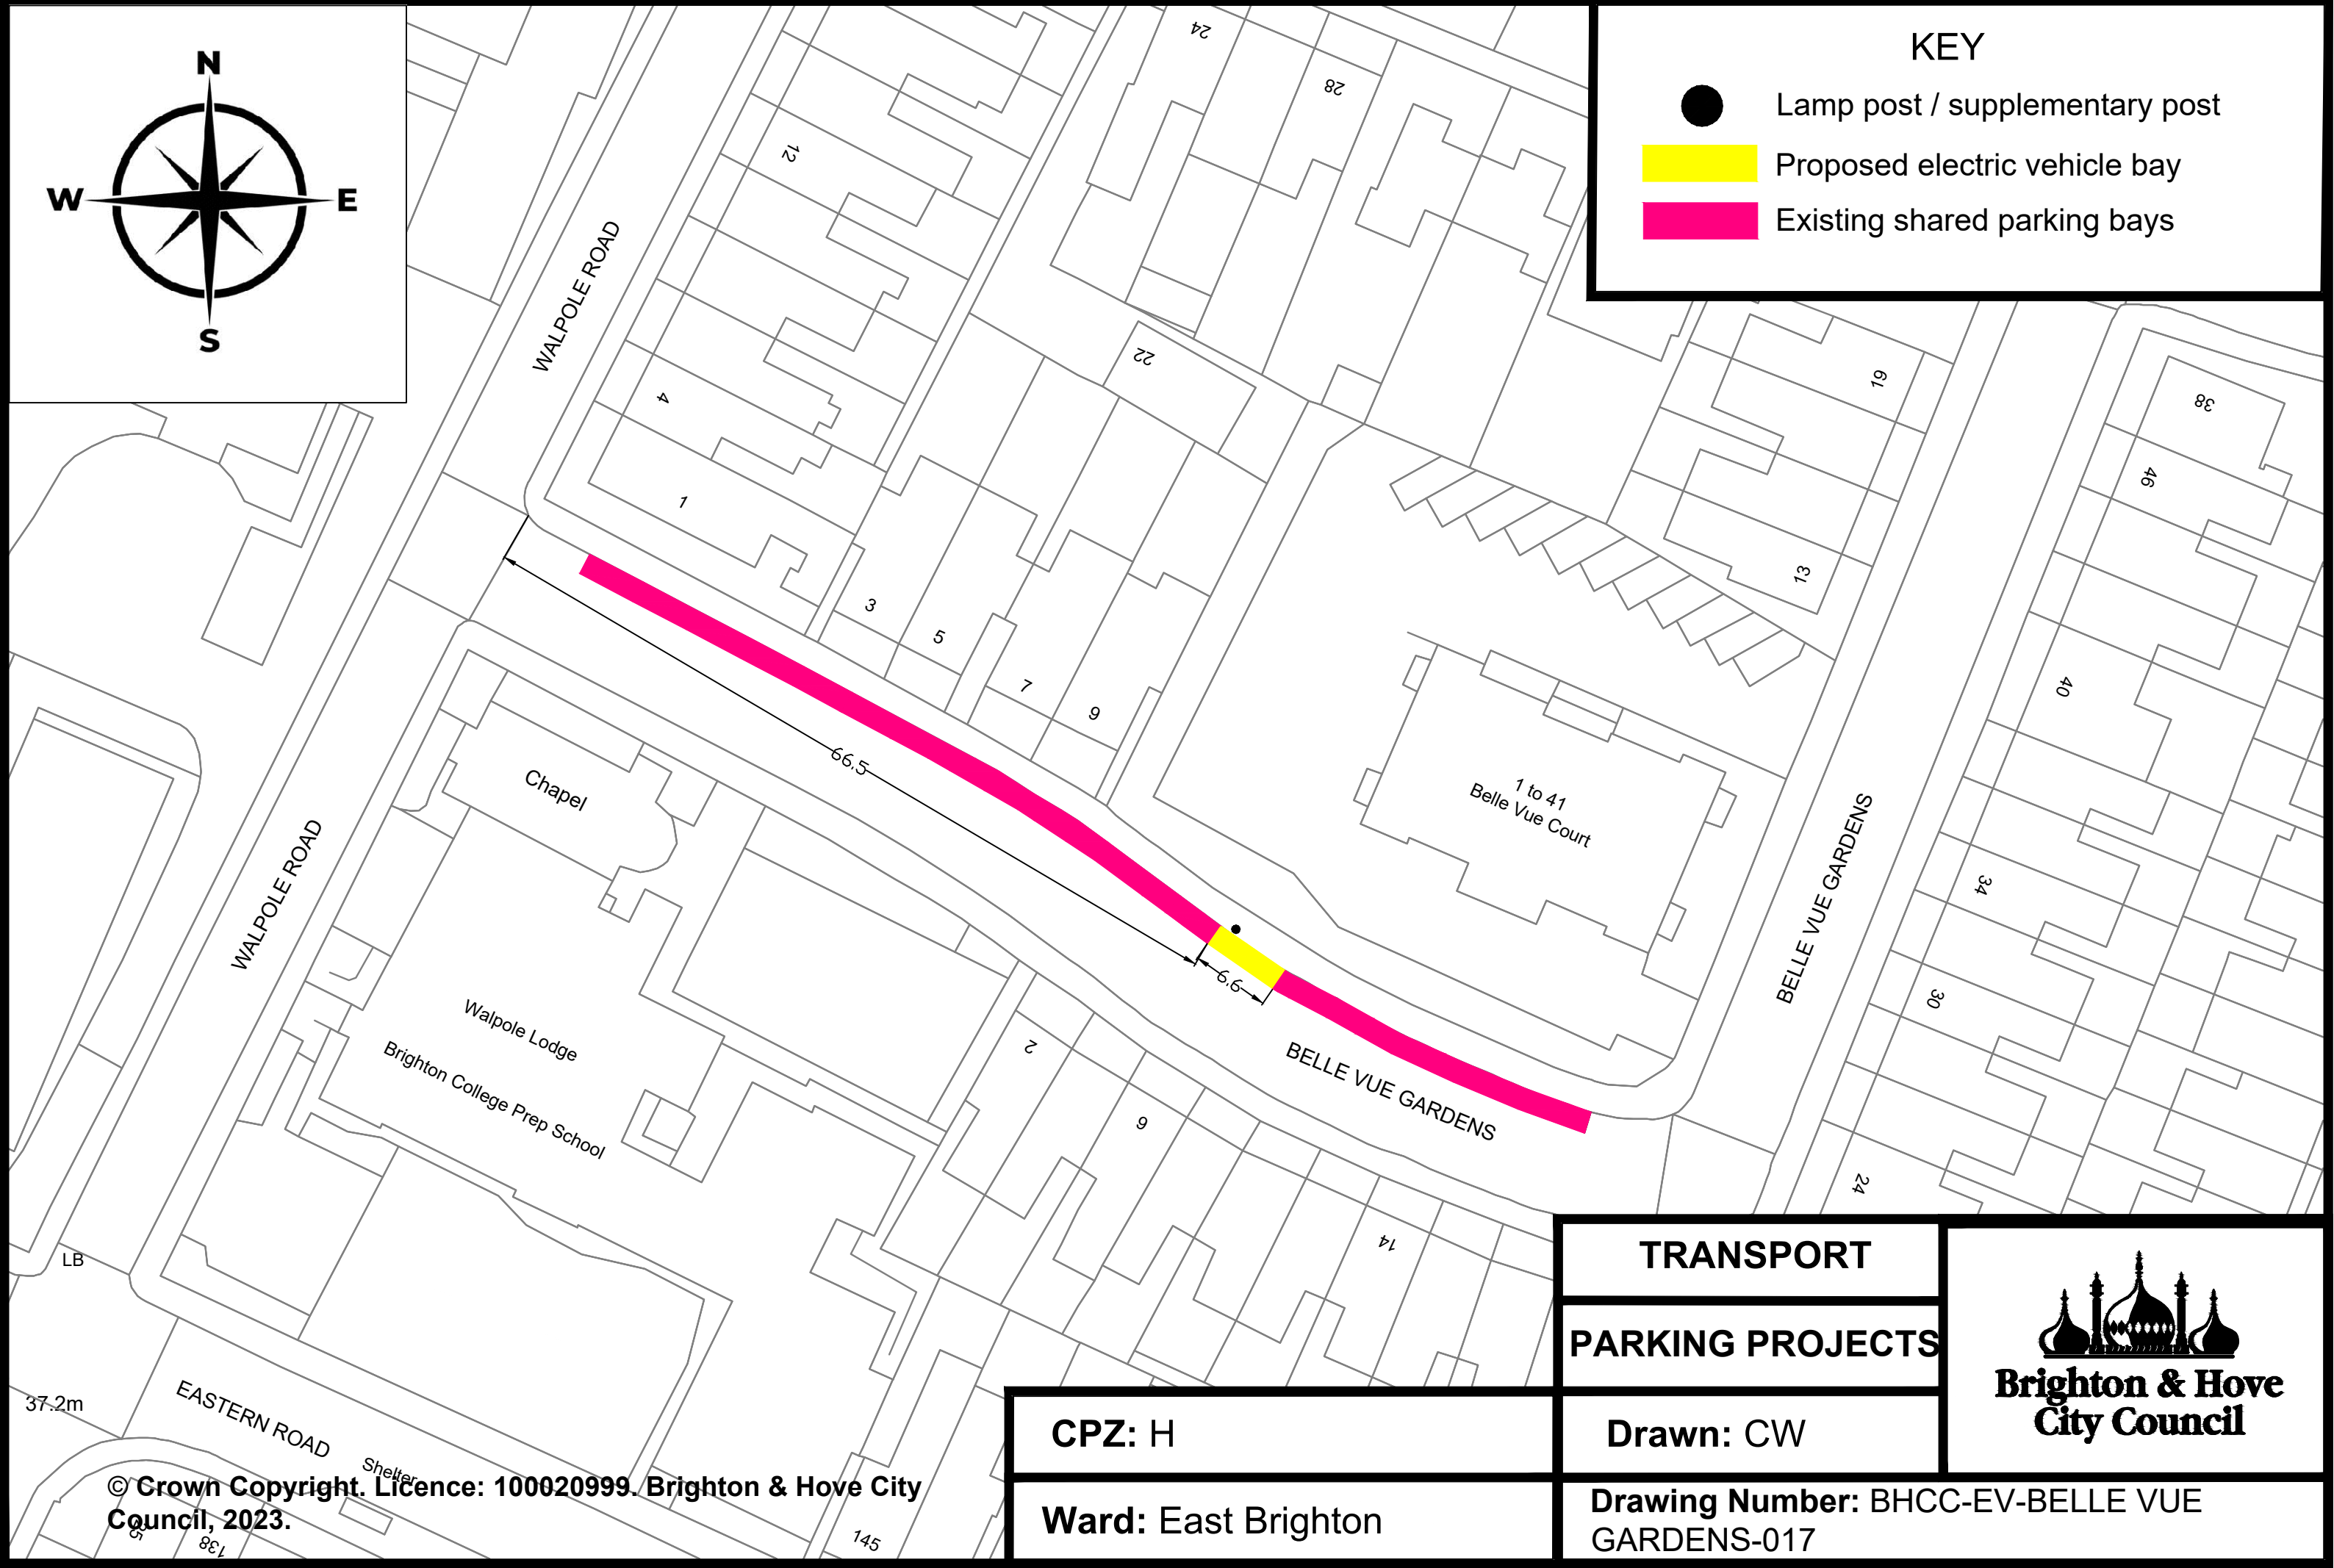 N
W
E
S
KEY
Lamp post / supplementary post
Proposed electric vehicle bay
Existing shared parking bays
24
28
12
WALPOLE ROAD
22
4
1
3
5
7
9
19
13
38
46
40
34
30
24
66.5
6.6
Chapel
1 to 41
Belle Vue Court
BELLE VUE GARDENS
WALPOLE ROAD
Walpole Lodge
Brighton College Prep School
BELLE VUE GARDENS
2
6
14
LB
37.2m
EASTERN ROAD
Shelter
138
145
© Crown Copyright. Licence: 100020999. Brighton & Hove City
Council, 2023.
TRANSPORT
PARKING PROJECTS
CPZ: H
Drawn: CW
Ward: East Brighton
Drawing Number: BHCC-EV-BELLE VUE
GARDENS-017
Brighton & Hove
City Council